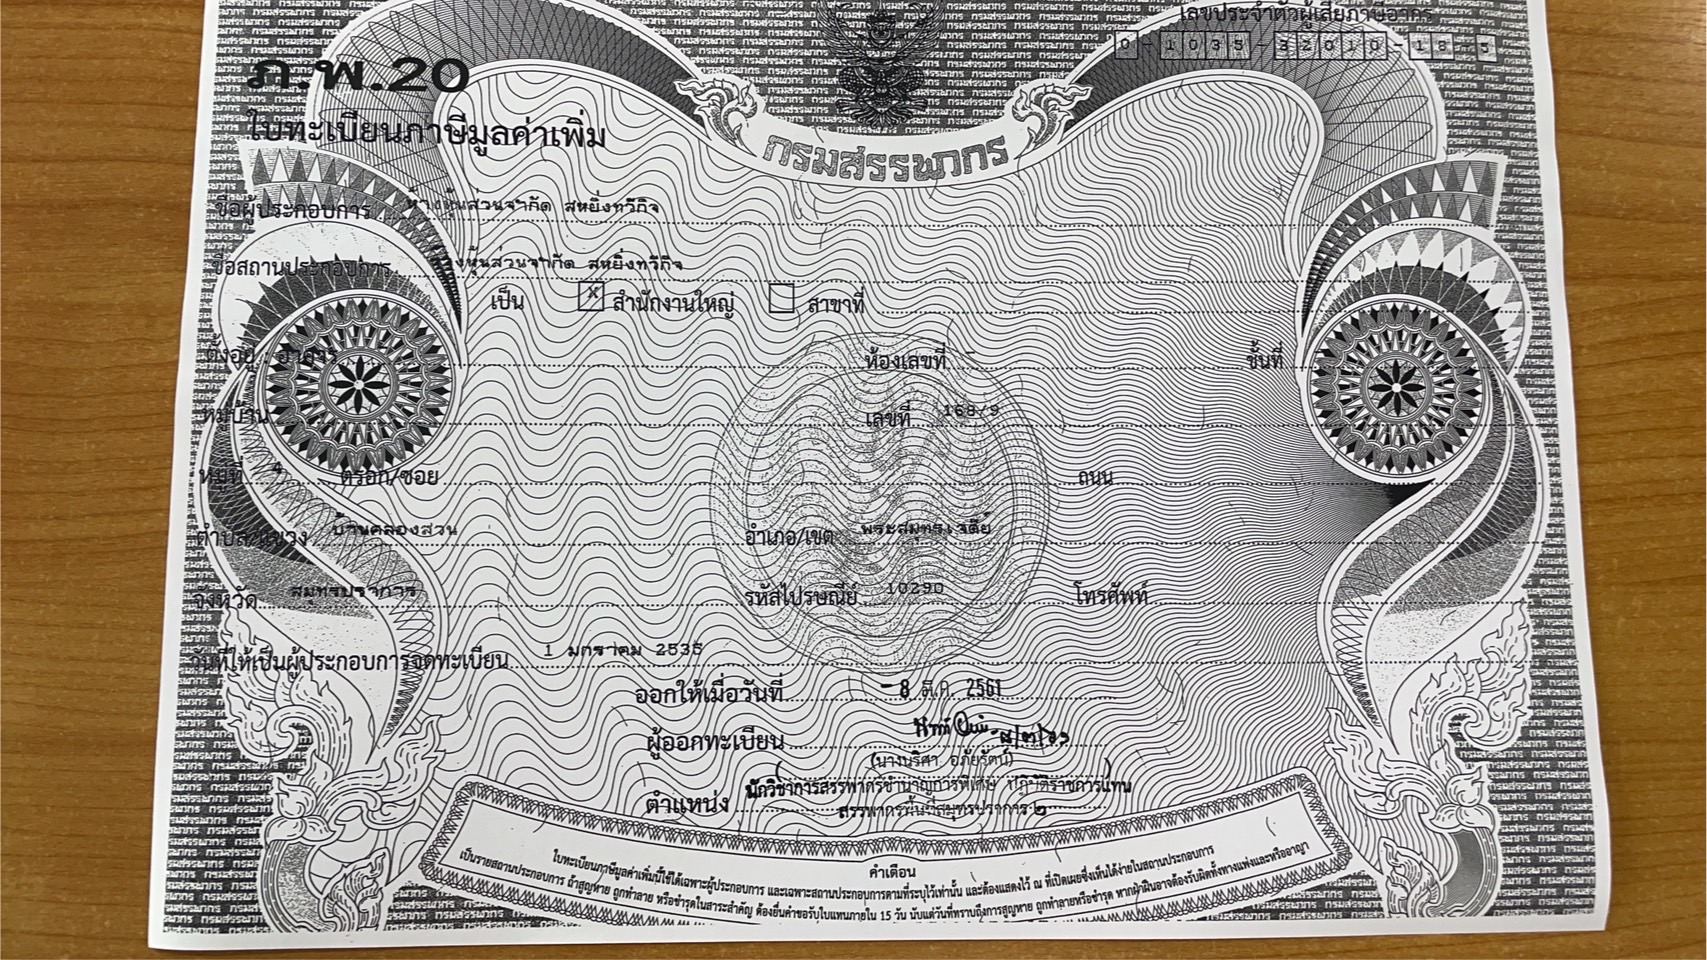 เลขประจำตัวผู้เสียภาษีอากร
0-1035-32010-18-5
ภ.พ.20
ใบทะเบียนภาษีมูลค่าเพิ่ม
กรมสรรพากร
ชื่อผู้ประกอบการ ห้างหุ้นส่วนจำกัด สหยิ่งทวีกิจ
ชื่อสถานประกอบการ ห้างหุ้นส่วนจำกัด สหยิ่งทวีกิจ
เป็น X สำนักงานใหญ่ สาขาที่
ตั้งอยู่ : อาคาร ห้องเลขที่ - ชั้นที่
หมู่บ้าน เลขที่ 168/9
หมู่ที่ 4 ตรอก/ซอย ถนน
ตำบล/แขวง บ้านคลองสวน อำเภอ/เขต พระสมุทรเจดีย์
จังหวัด สมุทรปราการ รหัสไปรษณีย์ 10290 โทรศัพท์
วันที่ให้เป็นผู้ประกอบการจดทะเบียน 1 มกราคม 2535
ออกให้เมื่อวันที่ - 8 มี.ค. 2561
ผู้ออกทะเบียน
(นางนริศา อภัยรัตน์)
ตำแหน่ง นักวิชาการสรรพากรชำนาญการพิเศษ ปฏิบัติราชการแทน
สรรพากรพื้นที่สมุทรปราการ ๒
คำเตือน
ใบทะเบียนภาษีมูลค่าเพิ่มนี้ใช้ได้เฉพาะผู้ประกอบการ และเฉพาะสถานประกอบการตามที่ระบุไว้เท่านั้น และต้องแสดงไว้ ณ ที่เปิดเผยซึ่งเห็นได้ง่ายในสถานประกอบการ
เป็นรายสถานประกอบการ ถ้าสูญหาย ถูกทำลาย หรือชำรุดในสาระสำคัญ ต้องยื่นคำขอรับใบแทนภายใน 15 วัน นับแต่วันที่ทราบถึงการสูญหาย ถูกทำลายหรือชำรุด หากฝ่าฝืนอาจต้องรับผิดทั้งทางแพ่งและหรืออาญา